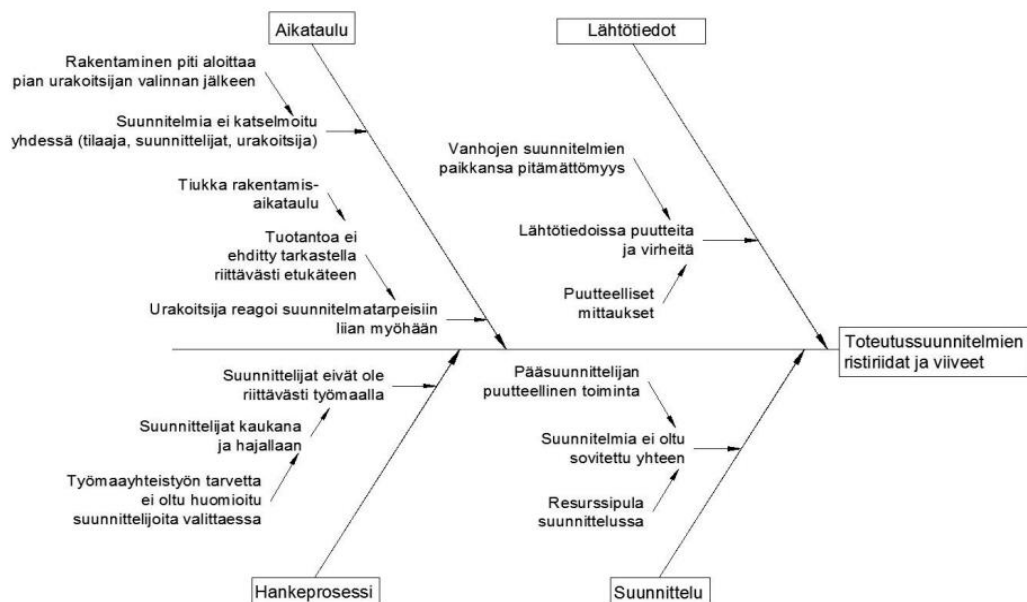 Aikataulu
Lähtötiedot
Rakentaminen piti aloittaa
pian urakoitsijan valinnan jälkeen
Suunnitelmia ei katselmoitu
yhdessä (tilaaja, suunnittelijat, urakoitsija)
Tiukka rakentamis-
aikataulu
Tuotantoa ei
ehditty tarkastella
riittävästi etukäteen
Urakoitsija reagoi suunnitelmatarpeisiin
liian myöhään
Vanhojen suunnitelmien
paikkansa pitämättömyys
Lähtötiedoissa puutteita
ja virheitä
Puutteelliset
mittaukset
Toteutussuunnitelmien
ristiriidat ja viiveet
Suunnittelijat eivät ole
riittävästi työmaalla
Suunnittelijat kaukana
ja hajallaan
Työmaayhteistyön tarvetta
ei oltu huomioitu
suunnittelijoita valittaessa
Pääsuunnittelijan
puutteellinen toiminta
Suunnitelmia ei oltu
sovitettu yhteen
Resurssipula
suunnittelussa
Hankeprosessi
Suunnittelu